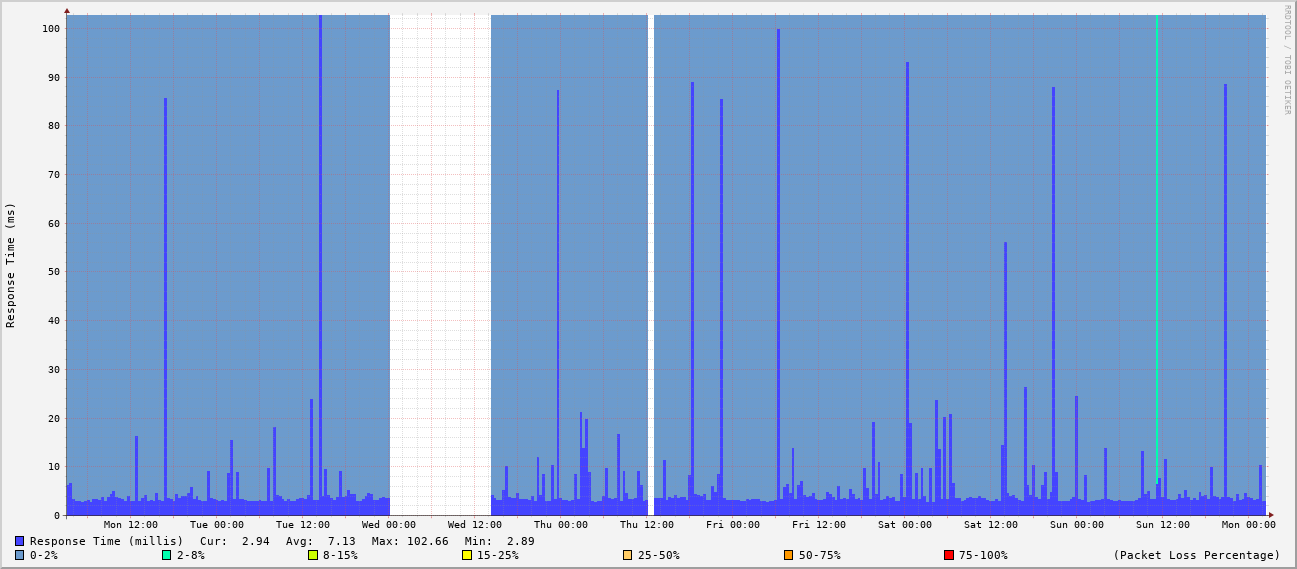 RRDTOOL / TOBI OETIKER
Response Time (ms)
100
90
80
70
60
50
40
30
20
10
0
Mon 12:00 Tue 00:00 Tue 12:00 Wed 00:00 Wed 12:00 Thu 00:00 Thu 12:00 Fri 00:00 Fri 12:00 Sat 00:00 Sat 12:00 Sun 00:00 Sun 12:00 Mon 00:00
Response Time (millis) Cur: 2.94 Avg: 7.13 Max: 102.66 Min: 2.89
0-2% 2-8% 8-15% 15-25% 25-50% 50-75% 75-100% (Packet Loss Percentage)